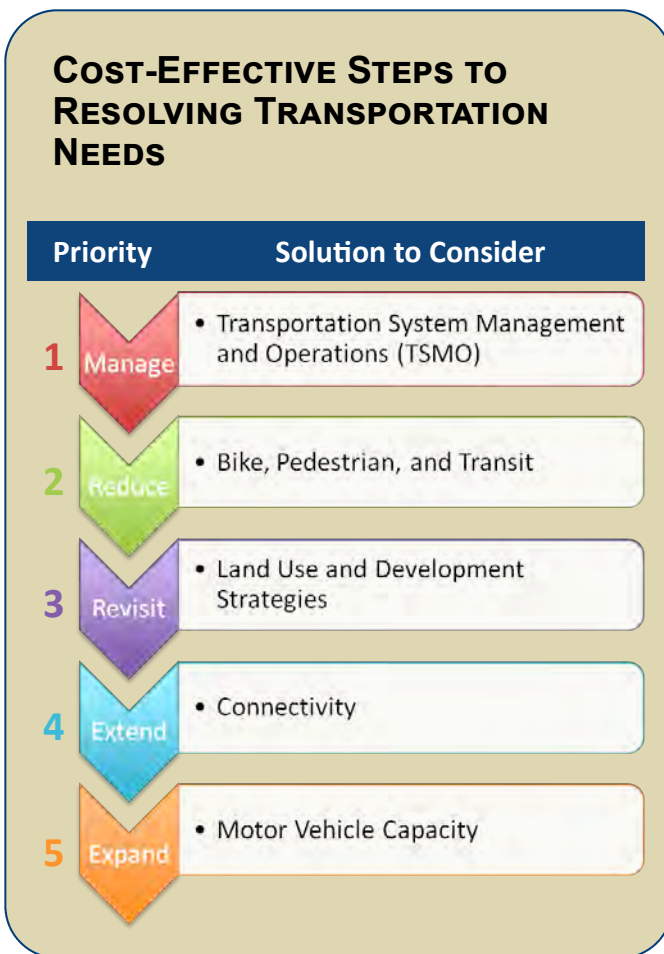 COST-EFFECTIVE STEPS TO
RESOLVING TRANSPORTATION
NEEDS
Priority Solution to Consider
1 Manage • Transportation System Management
and Operations (TSMO)
2 Reduce • Bike, Pedestrian, and Transit
3 Revisit • Land Use and Development
Strategies
4 Extend • Connectivity
5 Expand • Motor Vehicle Capacity